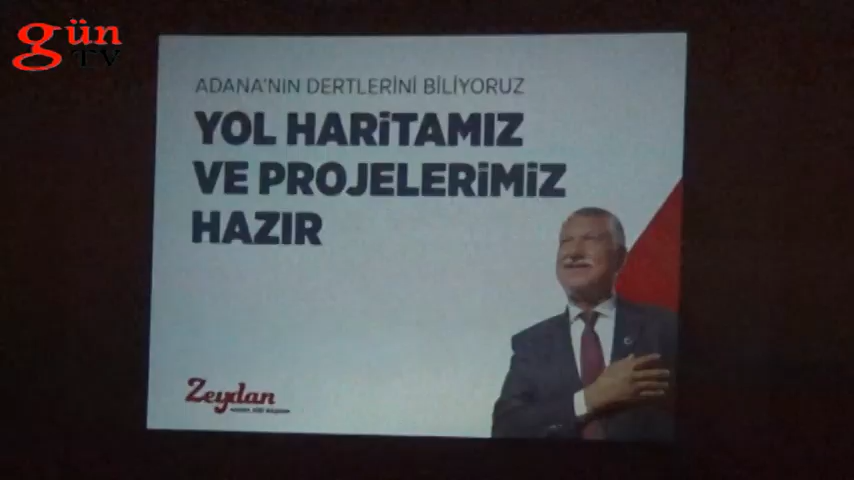 gün
TV
ADANA'NIN DERTLERİNİ BİLİYORUZ
YOL HARİTAMIZ
VE PROJELERİMİZ
HAZIR
Zeydan